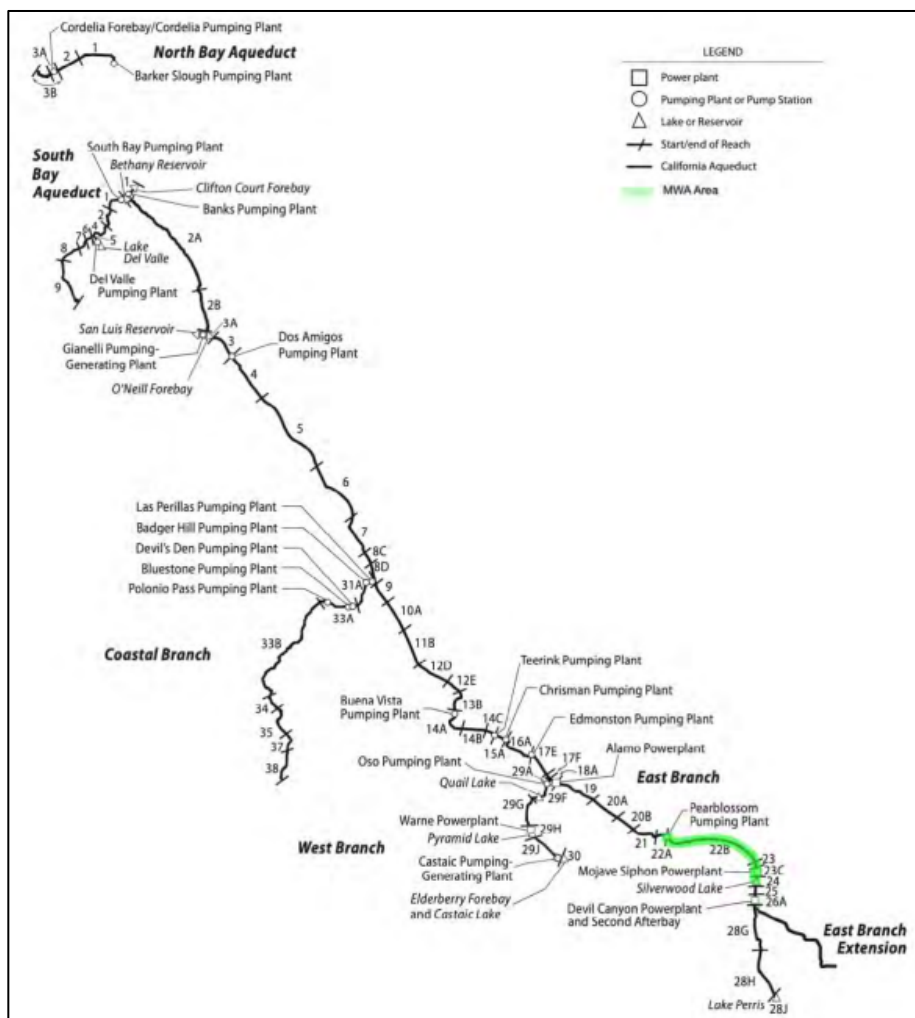 Cordelia Forebay/Cordelia Pumping Plant
3A
2
1
North Bay Aqueduct
Barker Slough Pumping Plant
3B
LEGEND
Power plant
Pumping Plant or Pump Station
Lake or Reservoir
Start/end of Reach
California Aqueduct
MWA Area
South Bay Pumping Plant
Bethany Reservoir
South
Bay
Aqueduct
1
Clifton Court Forebay
Banks Pumping Plant
1
2
4
6
5
7
8
9
Lake
Del Valle
Del Valle
Pumping Plant
2A
2B
3A
San Luis Reservoir
3
Gianelli Pumping-
Generating Plant
O'Neill Forebay
Dos Amigos
Pumping Plant
4
5
6
7
Las Perillas Pumping Plant
Badger Hill Pumping Plant
Devil's Den Pumping Plant
Bluestone Pumping Plant
Polonio Pass Pumping Plant
8C
8D
31A
9
33A
10A
11B
33B
Coastal Branch
12D
12E
34
35
37
38
Buena Vista
Pumping Plant
13B
14A
14B
14C
15A
16A
Teerink Pumping Plant
Chrisman Pumping Plant
Edmonston Pumping Plant
17E
17F
Alamo Powerplant
18A
Oso Pumping Plant
29A
Quail Lake
29F
29G
East Branch
19
20A
20B
21
22A
Pearblossom
Pumping Plant
22B
Warne Powerplant
29H
Pyramid Lake
29J
West Branch
Castaic Pumping-
Generating Plant
30
Elderberry Forebay
and Castaic Lake
23
Mojave Siphon Powerplant
23C
Silverwood Lake
24
25
Devil Canyon Powerplant
and Second Afterbay
26A
28G
East Branch
Extension
28H
Lake Perris
28J